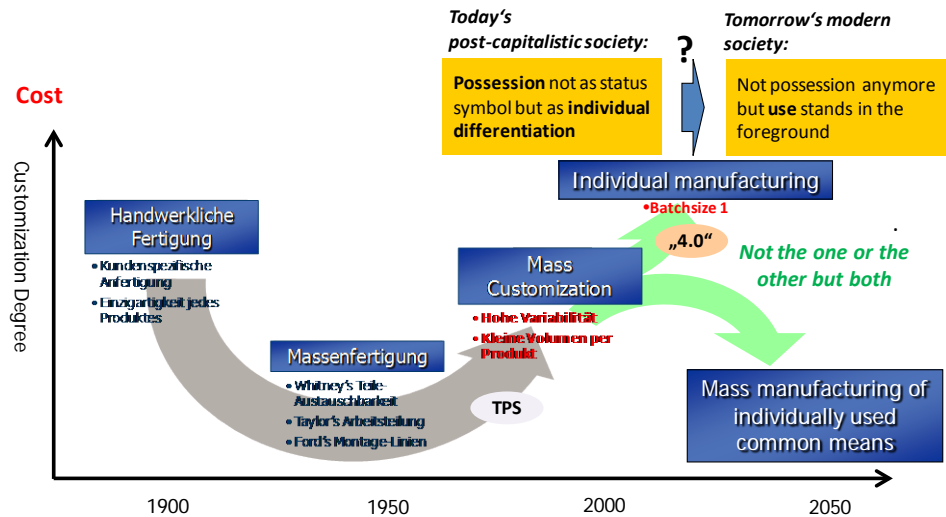 Today's
post-capitalistic society:
Tomorrow's modern
society:
?
Possession not as status
symbol but as individual
differentiation
Not possession anymore
but use stands in the
foreground
Cost
Customization Degree
Individual manufacturing
•Batchsize 1
„4.0“
Not the one or the
other but both
.
Handwerkliche
Fertigung
• Kundenspezifische
Anfertigung
• Einzigartigkeit jedes
Produktes
Mass
Customization
• Hohe Variabilität
• Kleine Volumen per
Produkt
Massenfertigung
• Whitney's Teile-
Austauschbarkeit
• Taylor's Arbeitsteilung
• Ford's Montage-Linien
TPS
Mass manufacturing of
individually used
common means
1900
1950
2000
2050